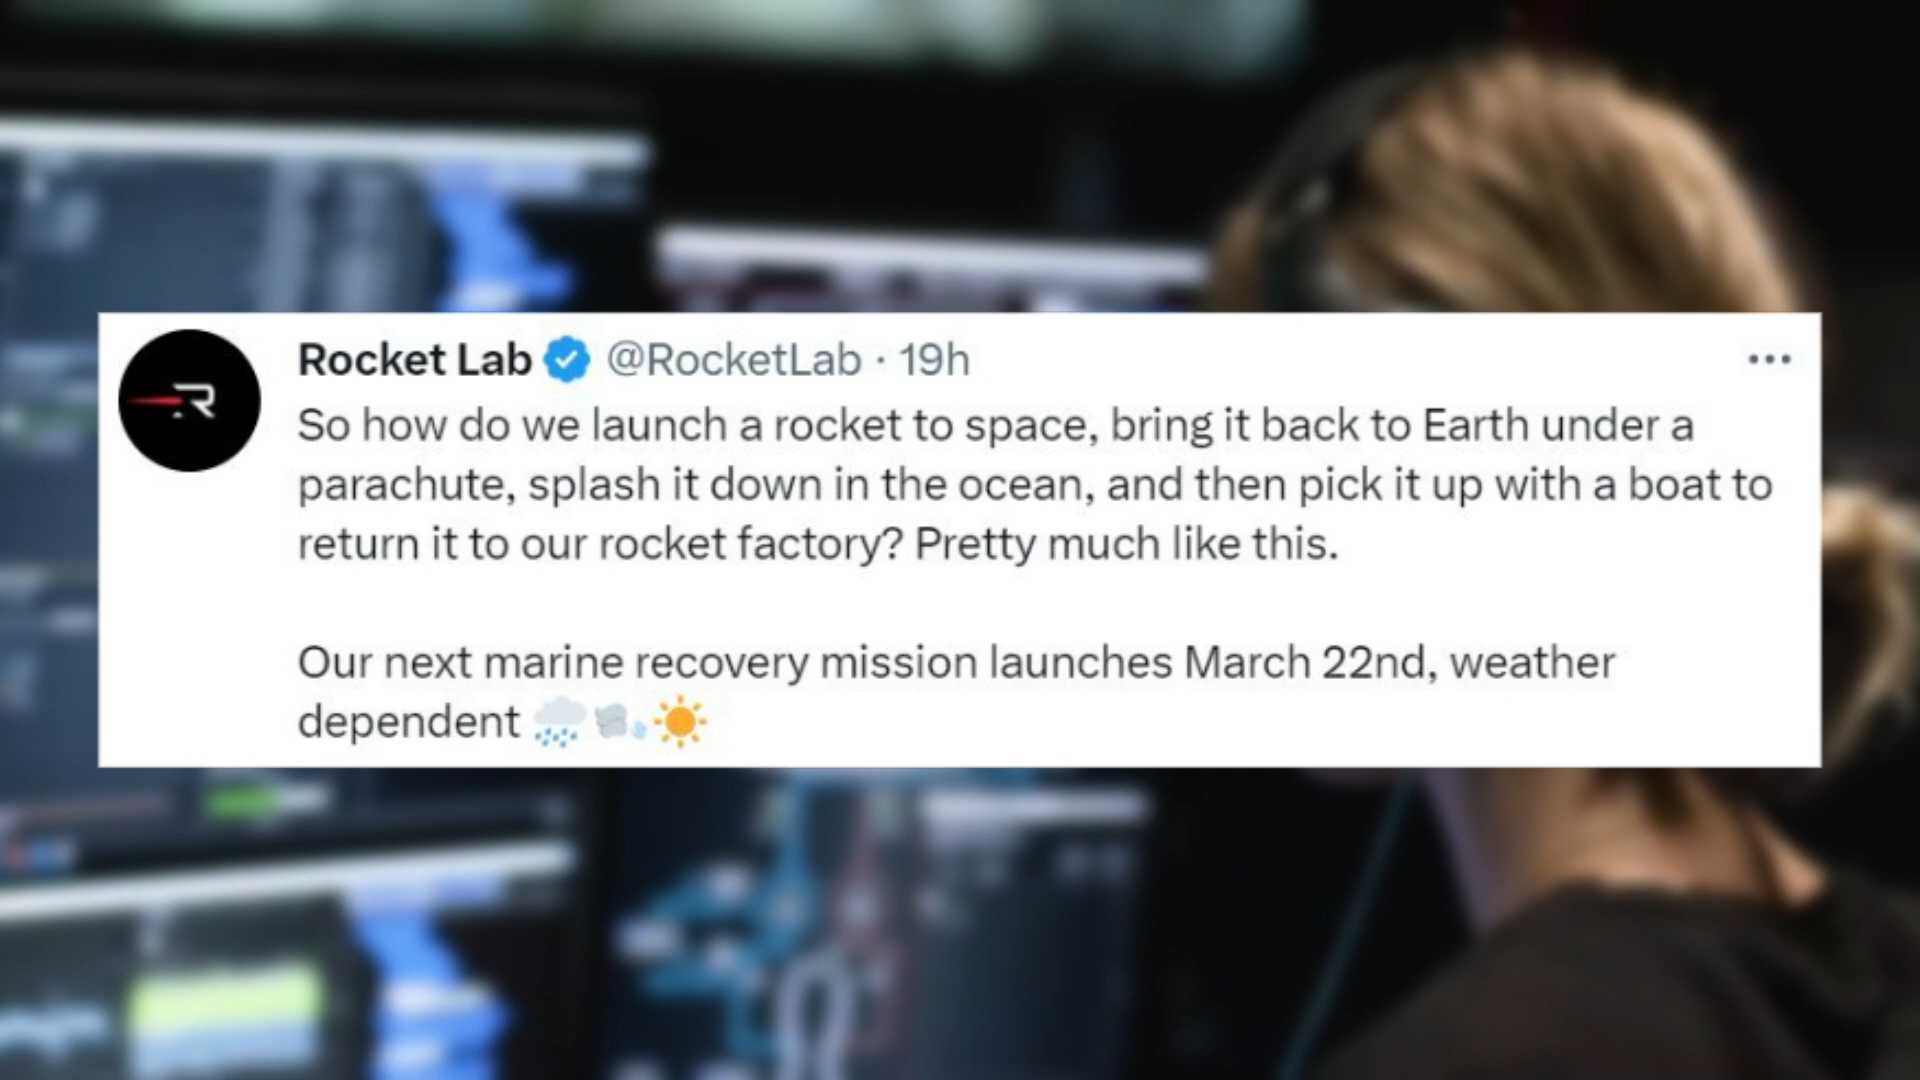 Rocket Lab @RocketLab · 19h
So how do we launch a rocket to space, bring it back to Earth under a
parachute, splash it down in the ocean, and then pick it up with a boat to
return it to our rocket factory? Pretty much like this.
Our next marine recovery mission launches March 22nd, weather
dependent 🌧️🌬️☀️